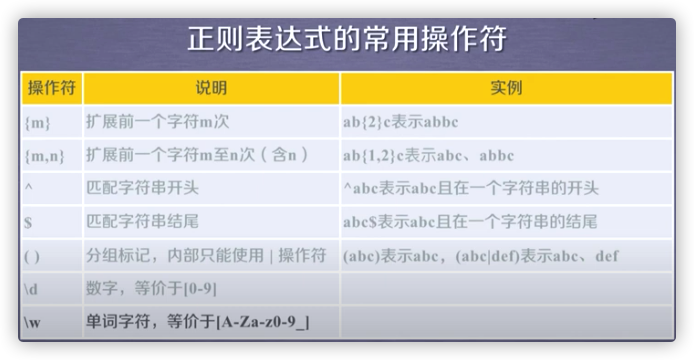 正则表达式的常用操作符
操作符 说明 实例
{m} 扩展前一个字符m次 ab{2}c表示abbc
{m,n} 扩展前一个字符m至n次（含n） ab{1,2}c表示abc、abbc
^ 匹配字符串开头 ^abc表示abc且在一个字符串的开头
$ 匹配字符串结尾 abc$表示abc且在一个字符串的结尾
( ) 分组标记，内部只能使用 | 操作符 (abc)表示abc，(abc|def)表示abc、def
\d 数字，等价于[0-9]
\w 单词字符，等价于[A-Za-z0-9_]